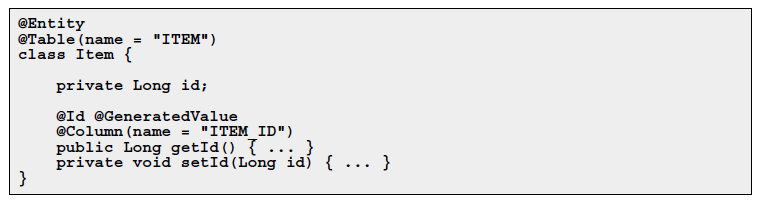 @Entity
@Table(name = "ITEM")
class Item {
private Long id;
@Id @GeneratedValue
@Column(name = "ITEM_ID")
public Long getId() { ... }
private void setId(Long id) { ... }
}